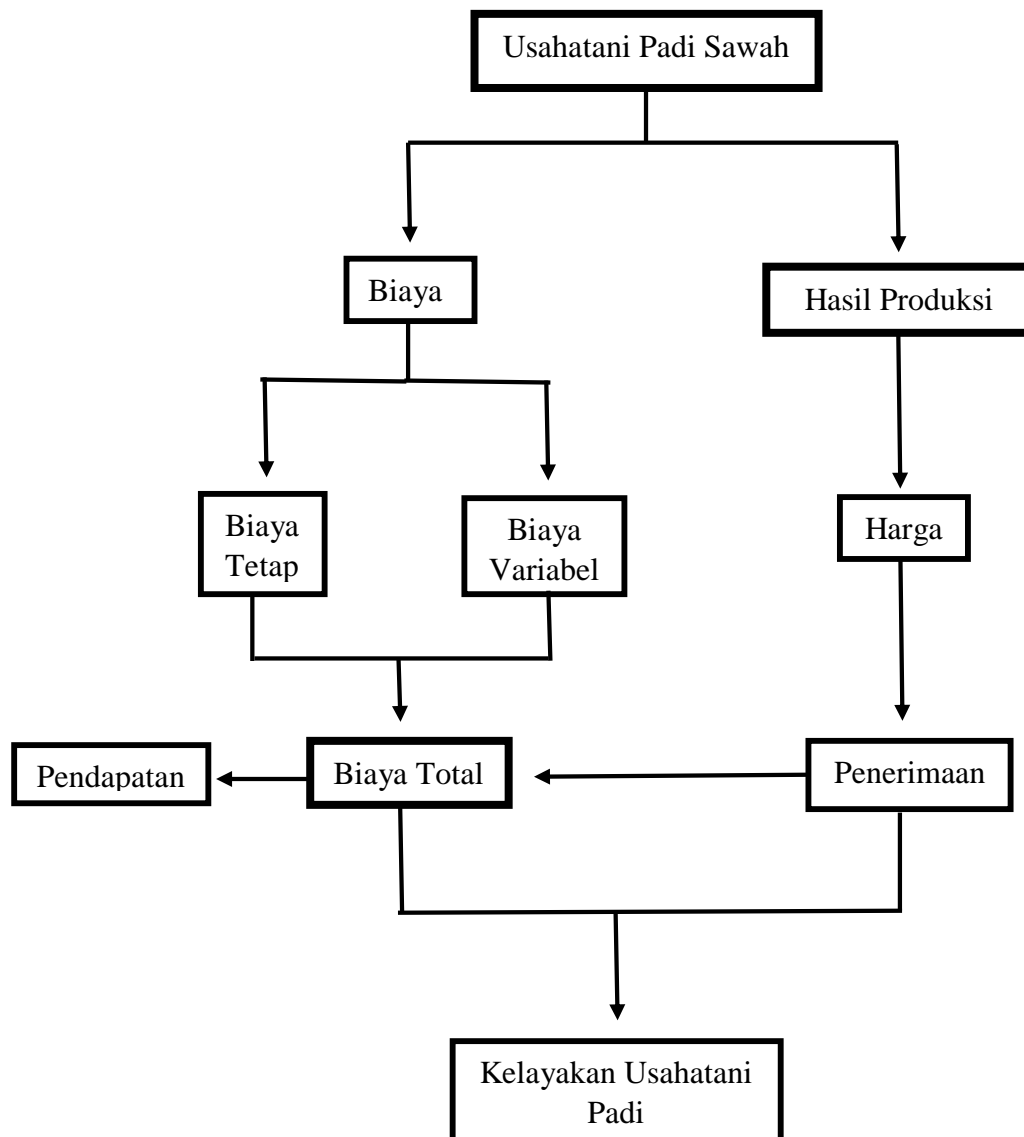 Usahatani Padi Sawah
Biaya
Hasil Produksi
Biaya
Tetap
Biaya
Variabel
Harga
Pendapatan
Biaya Total
Penerimaan
Kelayakan Usahatani
Padi